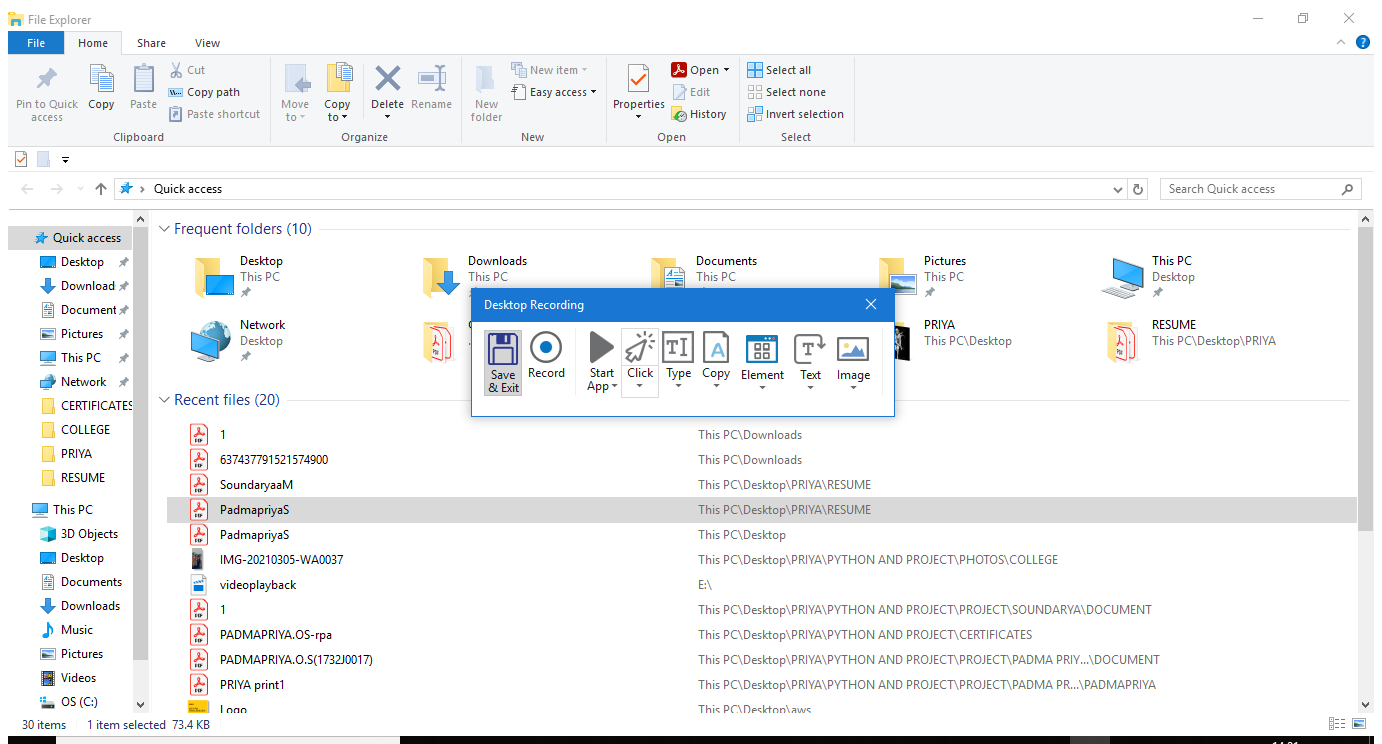 File Explorer
File Home Share View
Pin to Quick access
Copy
Paste
Cut
Copy path
Paste shortcut
Clipboard
Move to
Copy to
Delete
Rename
Organize
New folder
New item
Easy access
New
Properties
Open
Edit
History
Open
Select all
Select none
Invert selection
Select
Quick access
Search Quick access
Quick access
Desktop
Download
Document
Pictures
This PC
Network
CERTIFICATES
COLLEGE
PRIYA
RESUME
This PC
3D Objects
Desktop
Documents
Downloads
Music
Pictures
Videos
OS (C:)
Frequent folders (10)
Desktop
This PC
Downloads
This PC
Documents
This PC
Pictures
This PC
This PC
Desktop
Network
Desktop
PRIYA
This PC\Desktop
RESUME
This PC\Desktop\PRIYA
Desktop Recording
Save & Exit
Record
Start App
Click
Type
Copy
Element
Text
Image
Recent files (20)
1 This PC\Downloads
637437791521574900 This PC\Downloads
SoundaryaaM This PC\Desktop\PRIYA\RESUME
PadmapriyaS This PC\Desktop\PRIYA\RESUME
PadmapriyaS This PC\Desktop
IMG-20210305-WA0037 This PC\Desktop\PRIYA\PYTHON AND PROJECT\PHOTOS\COLLEGE
videoplayback E:\
1 This PC\Desktop\PRIYA\PYTHON AND PROJECT\PROJECT\SOUNDARYA\DOCUMENT
PADMAPRIYA.OS-rpa This PC\Desktop\PRIYA\PYTHON AND PROJECT\CERTIFICATES
PADMAPRIYA.O.S(1732J0017) This PC\Desktop\PRIYA\PYTHON AND PROJECT\PROJECT\PADMA PRIY...\DOCUMENT
PRIYA print1 This PC\Desktop\PRIYA\PYTHON AND PROJECT\PROJECT\PADMA PR...\PADMAPRIYA
Logo This PC\Desktop\aws
30 items 1 item selected 73.4 KB